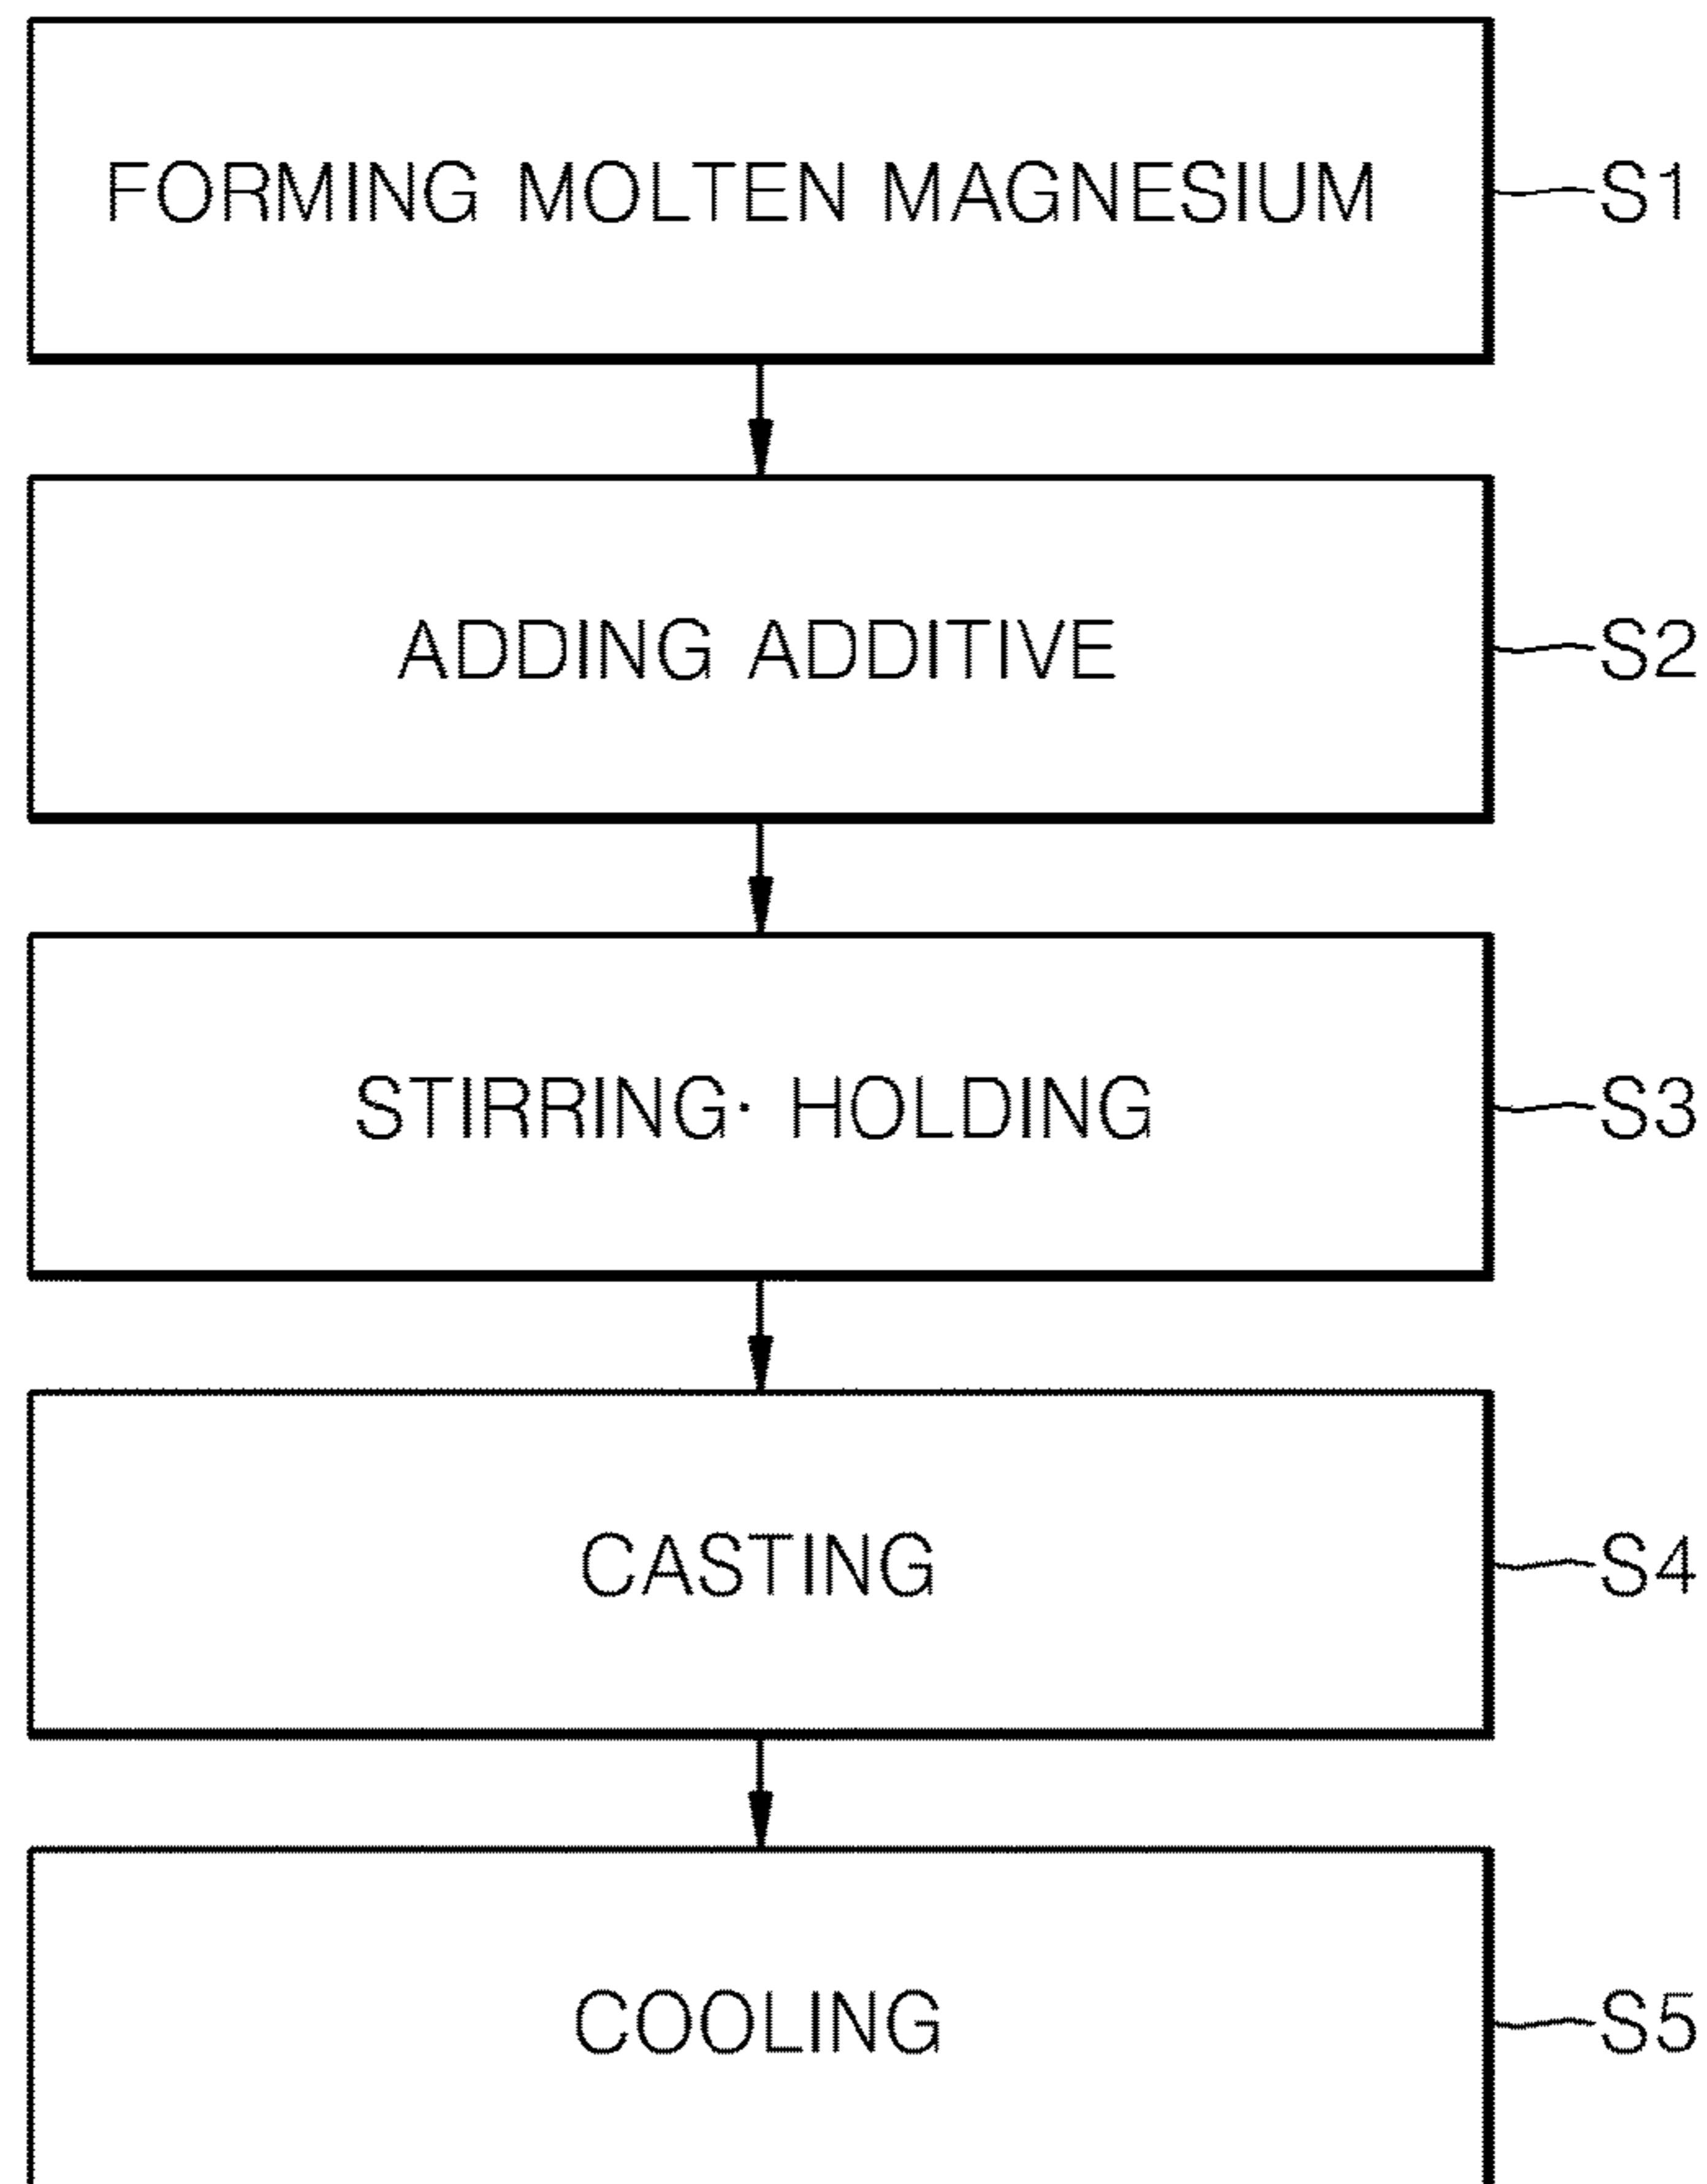 FORMING MOLTEN MAGNESIUM S1
ADDING ADDITIVE S2
STIRRING· HOLDING S3
CASTING S4
COOLING S5